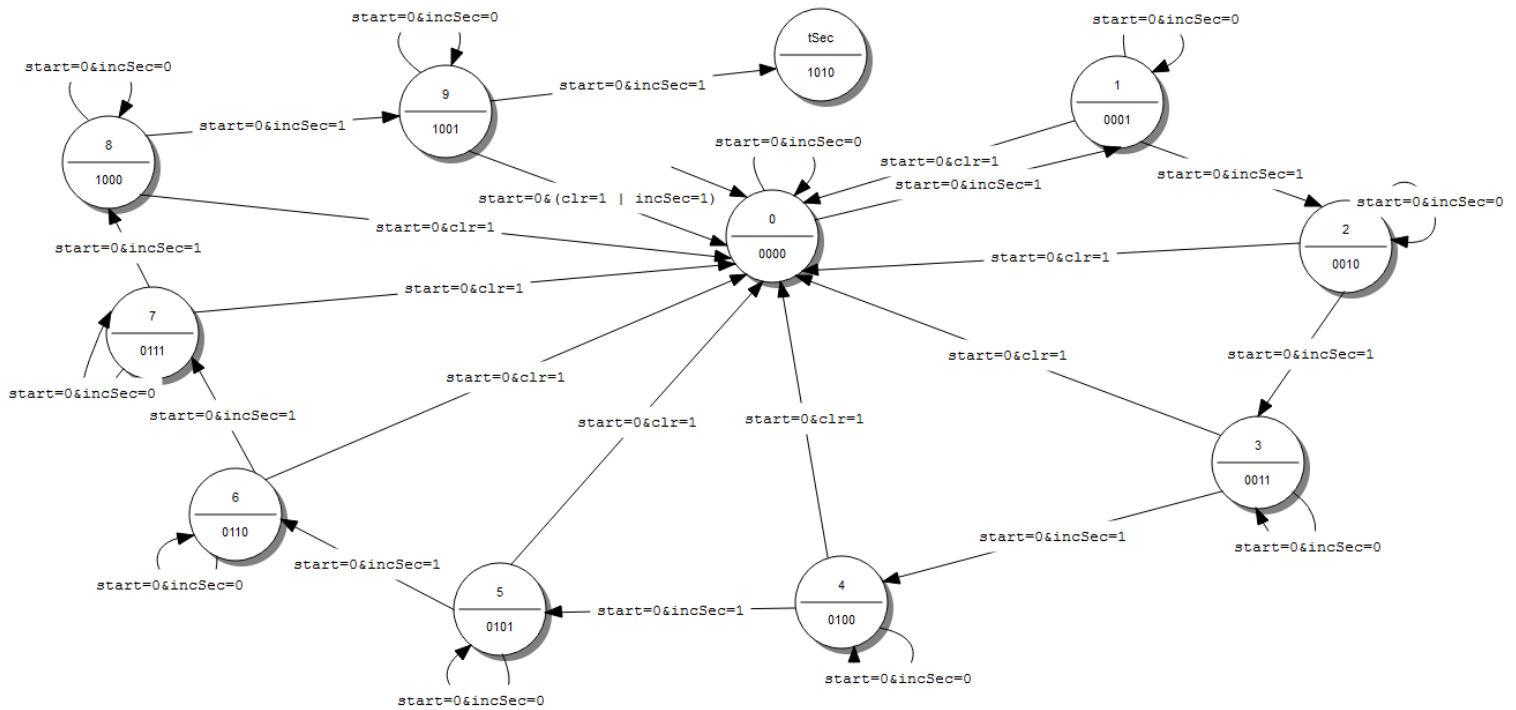 start=0&incSec=0
start=0&incSec=0
tSec
1010
start=0&incSec=0
9
1001
start=0&incSec=1
1
0001
start=0&incSec=1
8
1000
start=0&incSec=0
start=0&clr=1
start=0&incSec=1
start=0&incSec=1
start=0&(clr=1 | incSec=1)
start=0&incSec=0
0
0000
2
0010
start=0&clr=1
start=0&incSec=1
start=0&clr=1
start=0&clr=1
7
0111
start=0&incSec=0
start=0&incSec=1
start=0&clr=1
start=0&clr=1
start=0&clr=1
start=0&clr=1
start=0&incSec=1
3
0011
start=0&incSec=0
6
0110
start=0&incSec=0
start=0&incSec=1
start=0&incSec=1
5
0101
start=0&incSec=0
start=0&incSec=1
4
0100
start=0&incSec=0